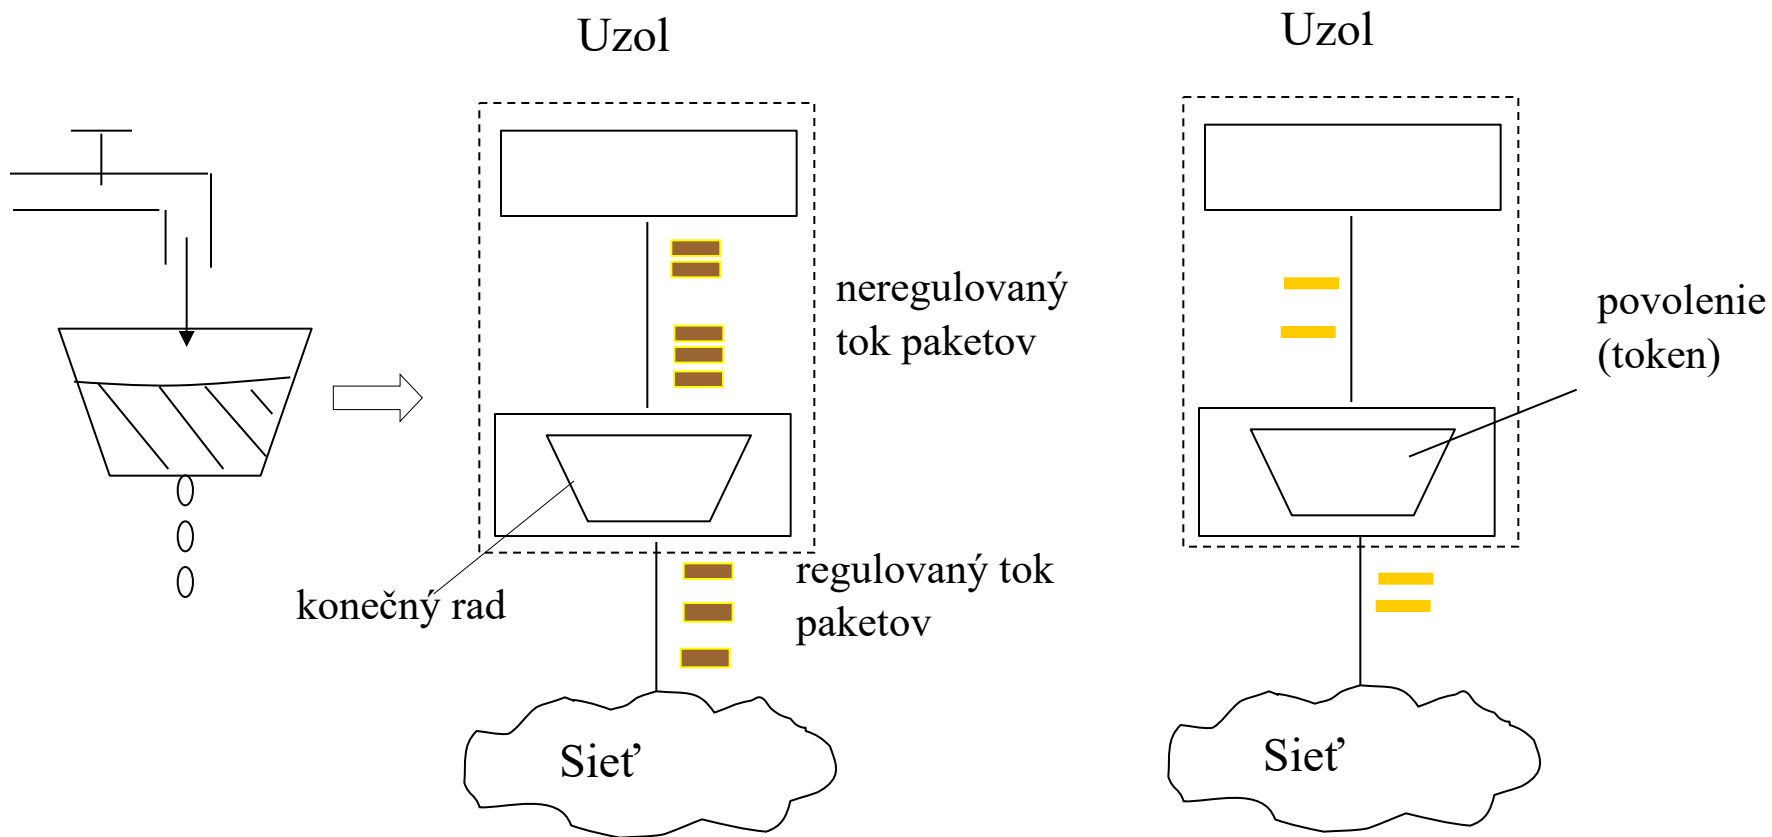 Uzol
Uzol
neregulovaný
tok paketov
povolenie
(token)
konečný rad
regulovaný tok
paketov
Sieť
Sieť